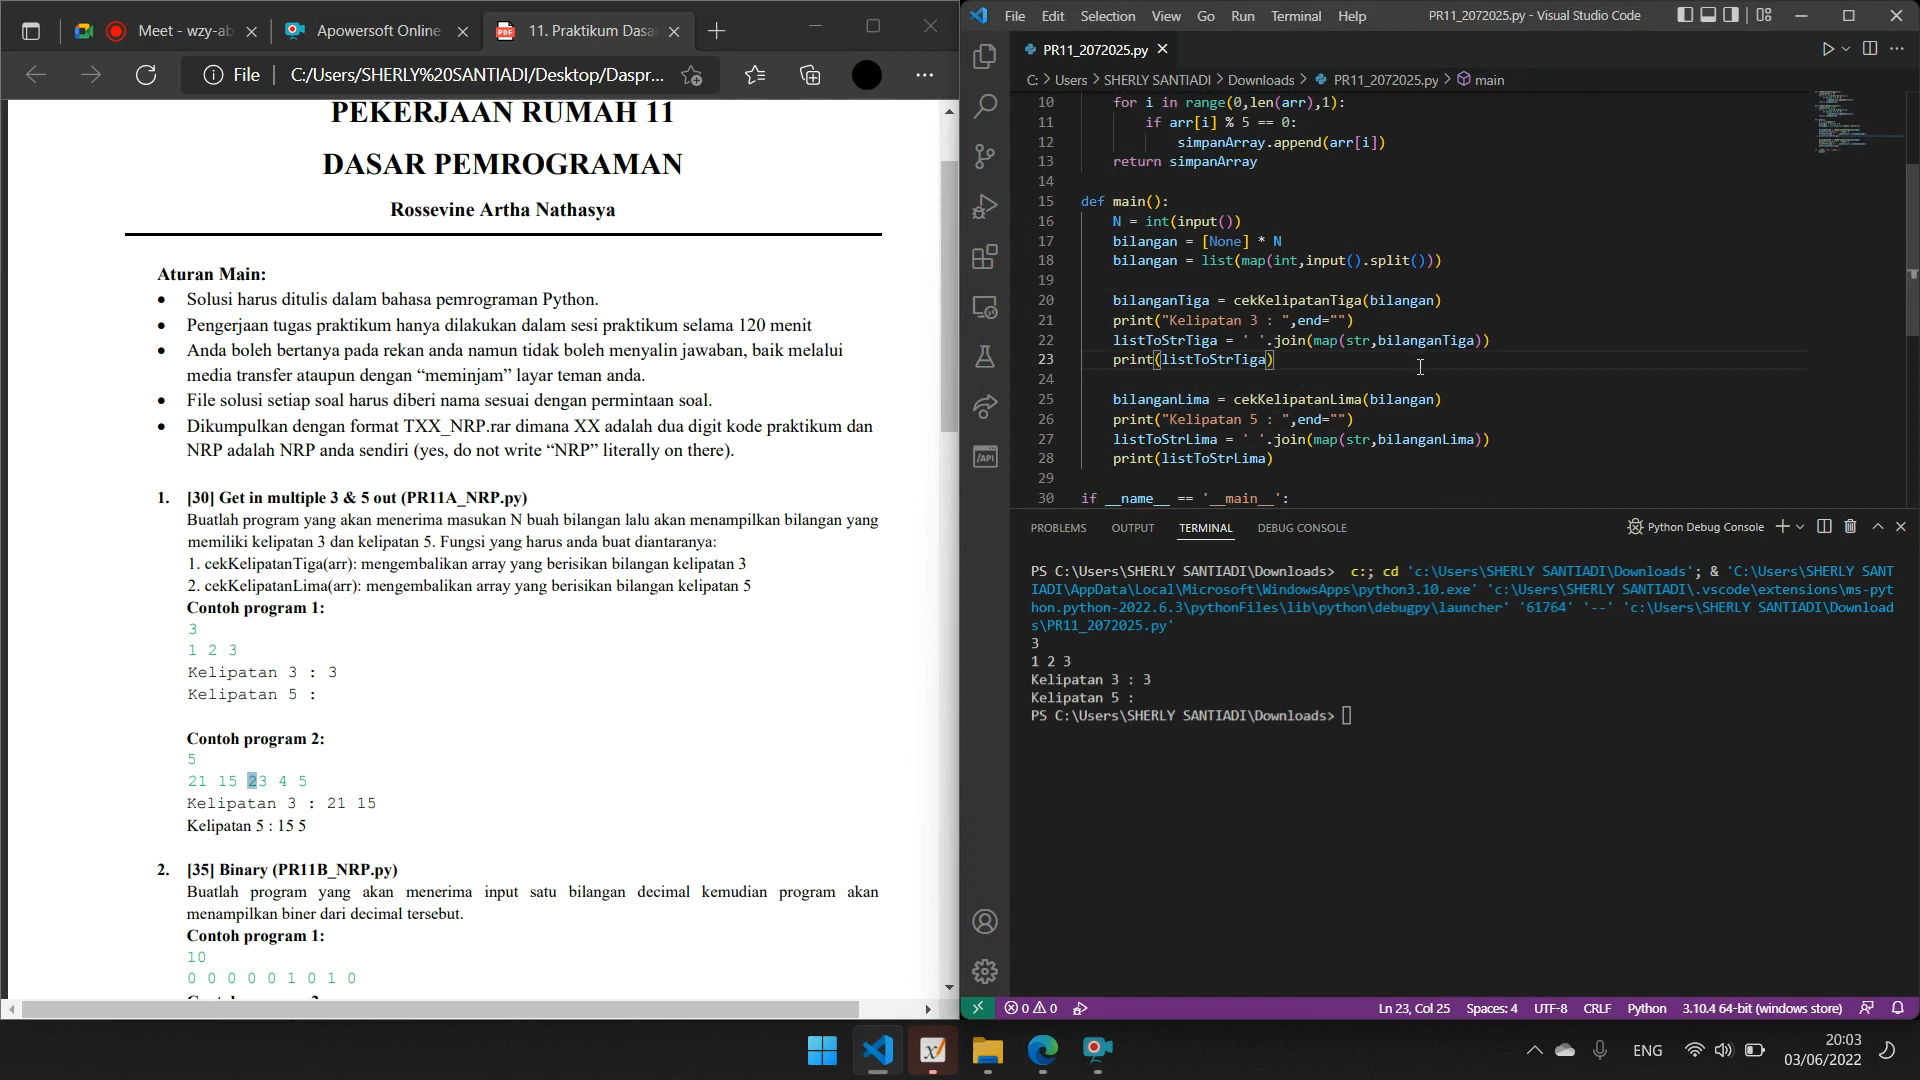 Meet - wzy-ab
Apowersoft Online
11. Praktikum Dasa
File
C:/Users/SHERLY%20SANTIADI/Desktop/Daspr...
PEKERJAAN RUMAH 11
DASAR PEMROGRAMAN
Rossevine Artha Nathasya
Aturan Main:
• Solusi harus ditulis dalam bahasa pemrograman Python.
• Pengerjaan tugas praktikum hanya dilakukan dalam sesi praktikum selama 120 menit
• Anda boleh bertanya pada rekan anda namun tidak boleh menyalin jawaban, baik melalui
media transfer ataupun dengan “meminjam” layar teman anda.
• File solusi setiap soal harus diberi nama sesuai dengan permintaan soal.
• Dikumpulkan dengan format TXX_NRP.rar dimana XX adalah dua digit kode praktikum dan
NRP adalah NRP anda sendiri (yes, do not write “NRP” literally on there).
1. [30] Get in multiple 3 & 5 out (PR11A_NRP.py)
Buatlah program yang akan menerima masukan N buah bilangan lalu akan menampilkan bilangan yang
memiliki kelipatan 3 dan kelipatan 5. Fungsi yang harus anda buat diantaranya:
1. cekKelipatanTiga(arr): mengembalikan array yang berisikan bilangan kelipatan 3
2. cekKelipatanLima(arr): mengembalikan array yang berisikan bilangan kelipatan 5
Contoh program 1:
3
1 2 3
Kelipatan 3 : 3
Kelipatan 5 :
Contoh program 2:
5
21 15 23 4 5
Kelipatan 3 : 21 15
Kelipatan 5 : 15 5
2. [35] Binary (PR11B_NRP.py)
Buatlah program yang akan menerima input satu bilangan decimal kemudian program akan
menampilkan biner dari decimal tersebut.
Contoh program 1:
10
0 0 0 0 0 1 0 1 0
File Edit Selection View Go Run Terminal Help
PR11_2072025.py - Visual Studio Code
PR11_2072025.py
C: > Users > SHERLY SANTIADI > Downloads > PR11_2072025.py > main
10 for i in range(0,len(arr),1):
11 if arr[i] % 5 == 0:
12 simpanArray.append(arr[i])
13 return simpanArray
14
15 def main():
16 N = int(input())
17 bilangan = [None] * N
18 bilangan = list(map(int,input().split()))
19
20 bilanganTiga = cekKelipatanTiga(bilangan)
21 print("Kelipatan 3 : ",end="")
22 listToStrTiga = ' '.join(map(str,bilanganTiga))
23 print(listToStrTiga)
24
25 bilanganLima = cekKelipatanLima(bilangan)
26 print("Kelipatan 5 : ",end="")
27 listToStrLima = ' '.join(map(str,bilanganLima))
28 print(listToStrLima)
29
30 if __name__ == '__main__':
PROBLEMS OUTPUT TERMINAL DEBUG CONSOLE
Python Debug Console
PS C:\Users\SHERLY SANTIADI\Downloads> c:; cd 'c:\Users\SHERLY SANTIADI\Downloads'; & 'C:\Users\SHERLY SANT
IADI\AppData\Local\Microsoft\WindowsApps\python3.10.exe' 'c:\Users\SHERLY SANTIADI\.vscode\extensions\ms-pyt
hon.python-2022.6.3\pythonFiles\lib\python\debugpy\launcher' '61764' '--' 'c:\Users\SHERLY SANTIADI\Download
s\PR11_2072025.py'
3
1 2 3
Kelipatan 3 : 3
Kelipatan 5 :
PS C:\Users\SHERLY SANTIADI\Downloads>
0 0
Ln 23, Col 25 Spaces: 4 UTF-8 CRLF Python 3.10.4 64-bit (windows store)
ENG
20:03
03/06/2022